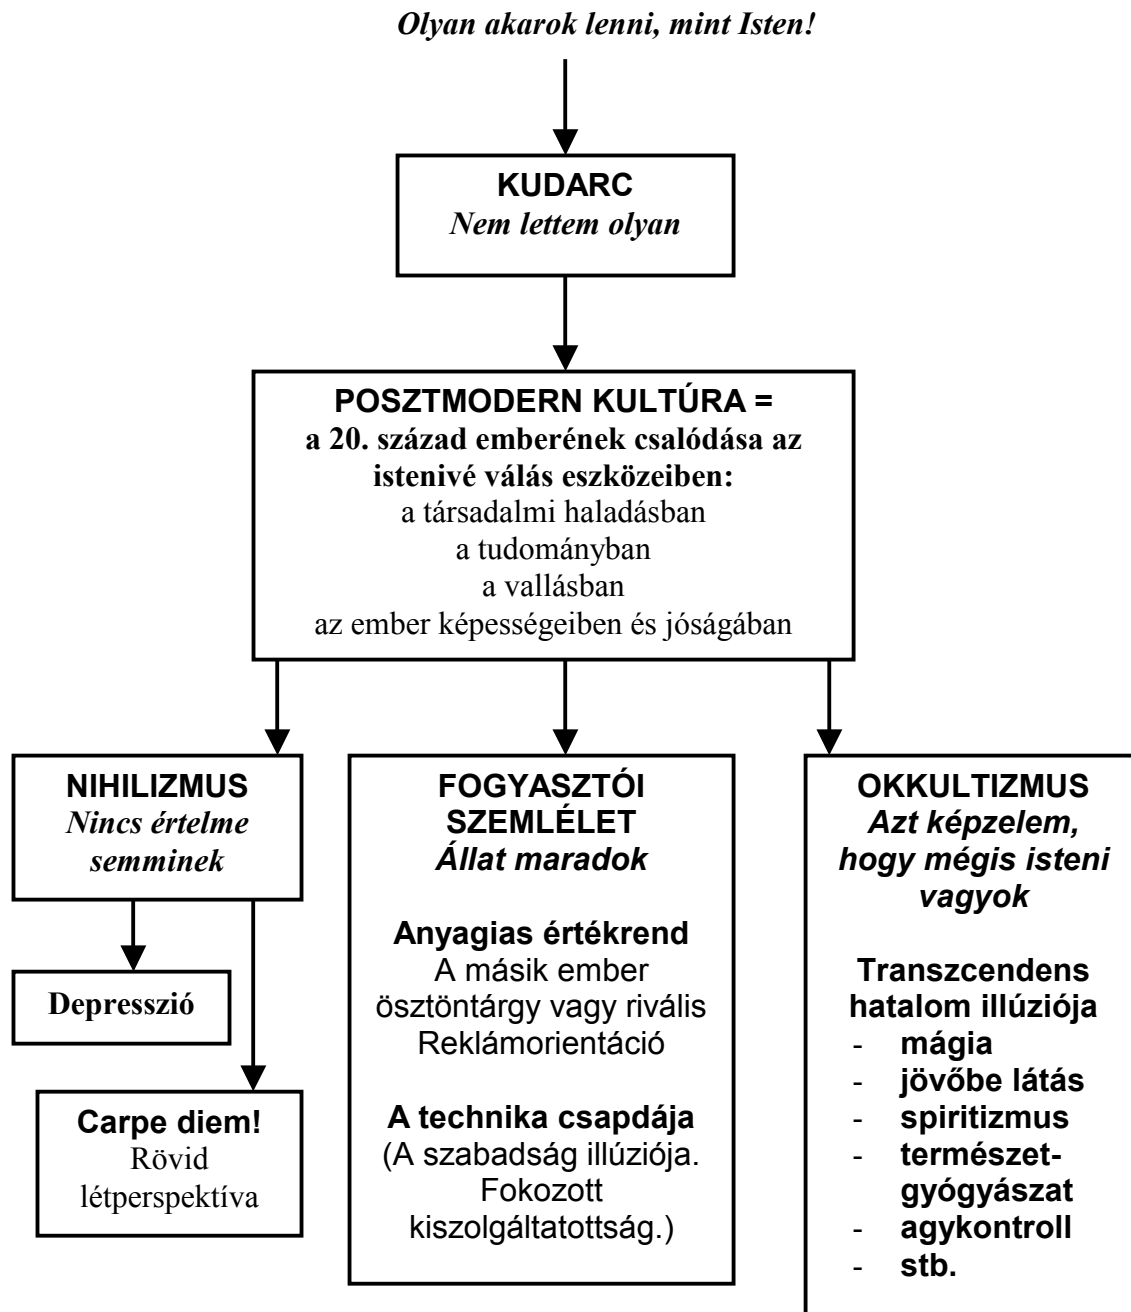 Olyan akarok lenni, mint Isten!
KUDARC
Nem lettem olyan
POSZTMODERN KULTÚRA =
a 20. század emberének csalódása az
istenivé válás eszközeiben:
a társadalmi haladásban
a tudományban
a vallásban
az ember képességeiben és jóságában
NIHILIZMUS
Nincs értelme
semminek
Depresszió
Carpe diem!
Rövid
létperspektíva
FOGYASZTÓI
SZEMLÉLET
Állat maradok
Anyagias értékrend
A másik ember
ösztöntárgy vagy rivális
Reklámorientáció
A technika csapdája
(A szabadság illúziója.
Fokozott
kiszolgáltatottság.)
OKKULTIZMUS
Azt képzelem,
hogy mégis isteni
vagyok
Transzcendens
hatalom illúziója
- mágia
- jövőbe látás
- spiritizmus
- természet-
gyógyászat
- agykontroll
- stb.